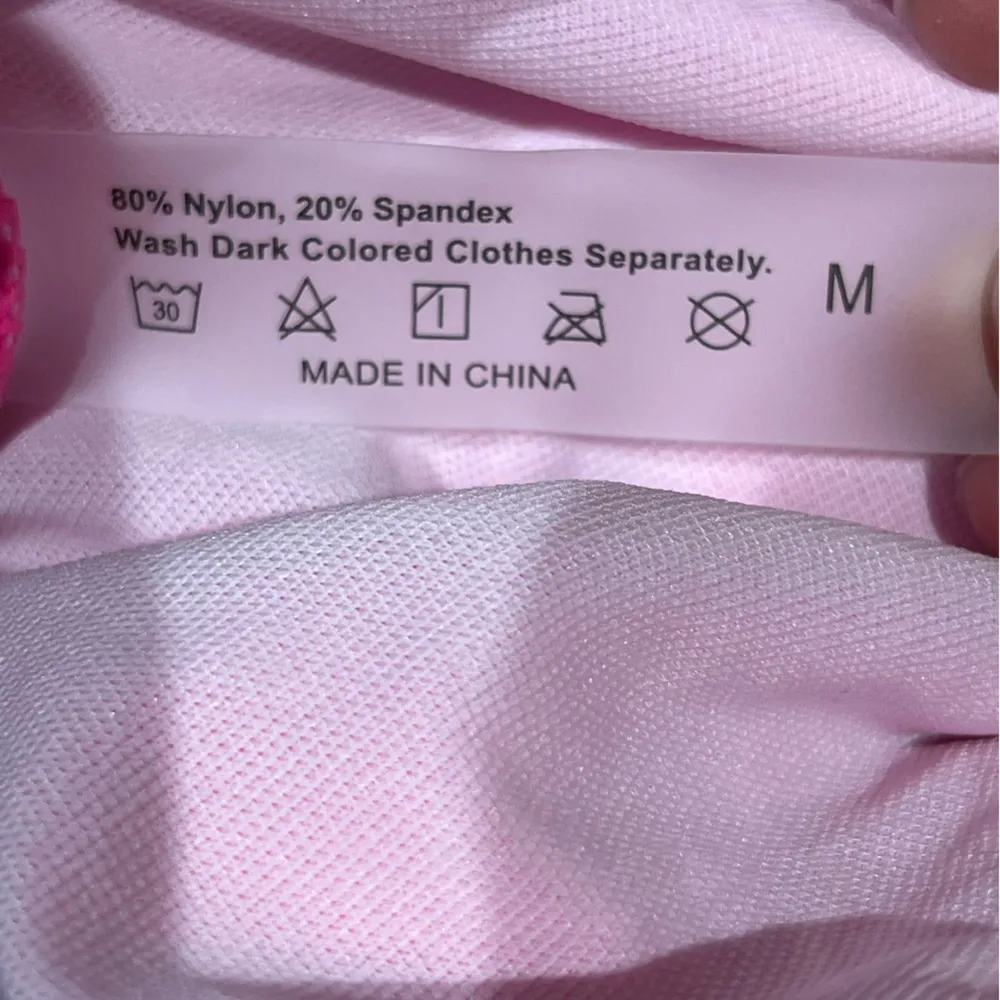 80% Nylon, 20% Spandex
Wash Dark Colored Clothes Separately.
M
30
MADE IN CHINA